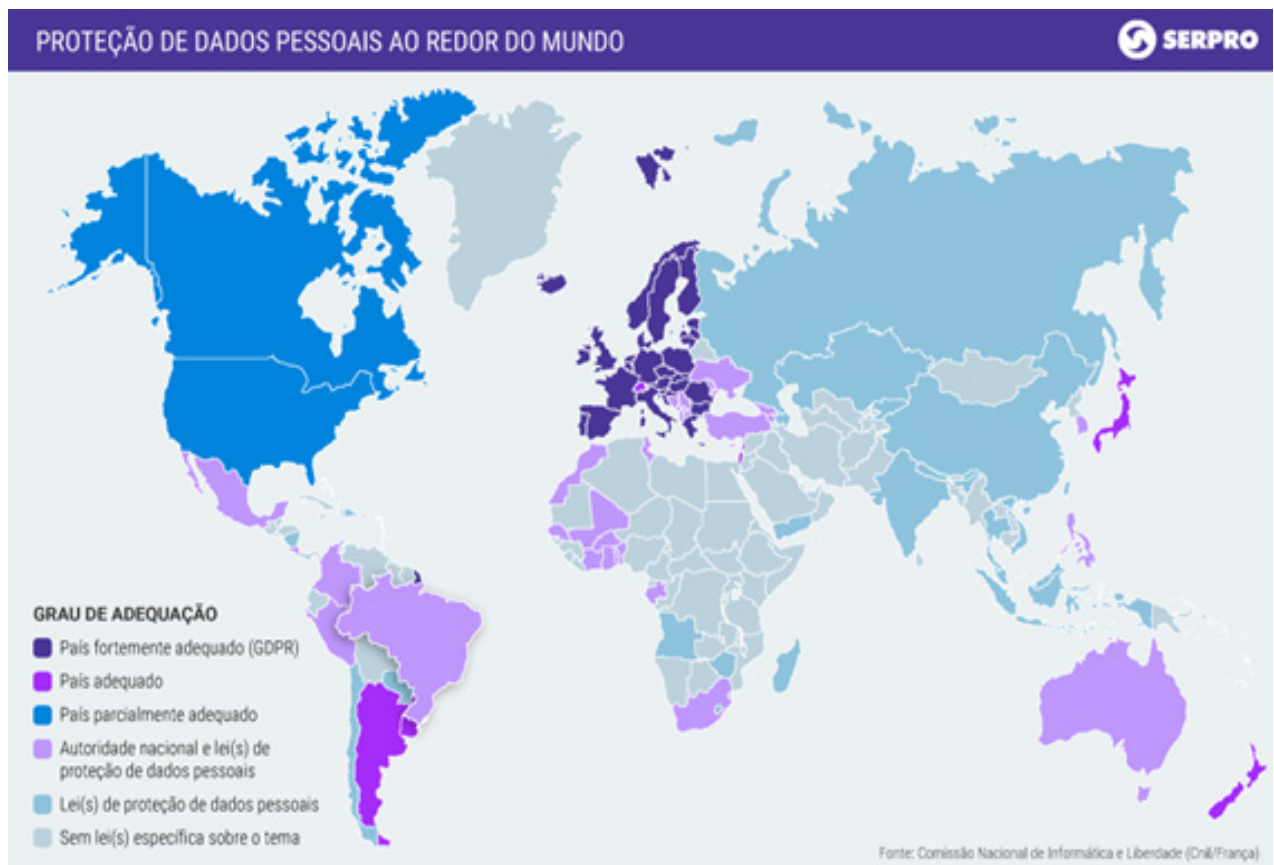 PROTEÇÃO DE DADOS PESSOAIS AO REDOR DO MUNDO
SERPRO
GRAU DE ADEQUAÇÃO
País fortemente adequado (GDPR)
País adequado
País parcialmente adequado
Autoridade nacional e lei(s) de
proteção de dados pessoais
Lei(s) de proteção de dados pessoais
Sem lei(s) específica sobre o tema
Fonte: Comissão Nacional de Informática e Liberdade (Cnil/França)